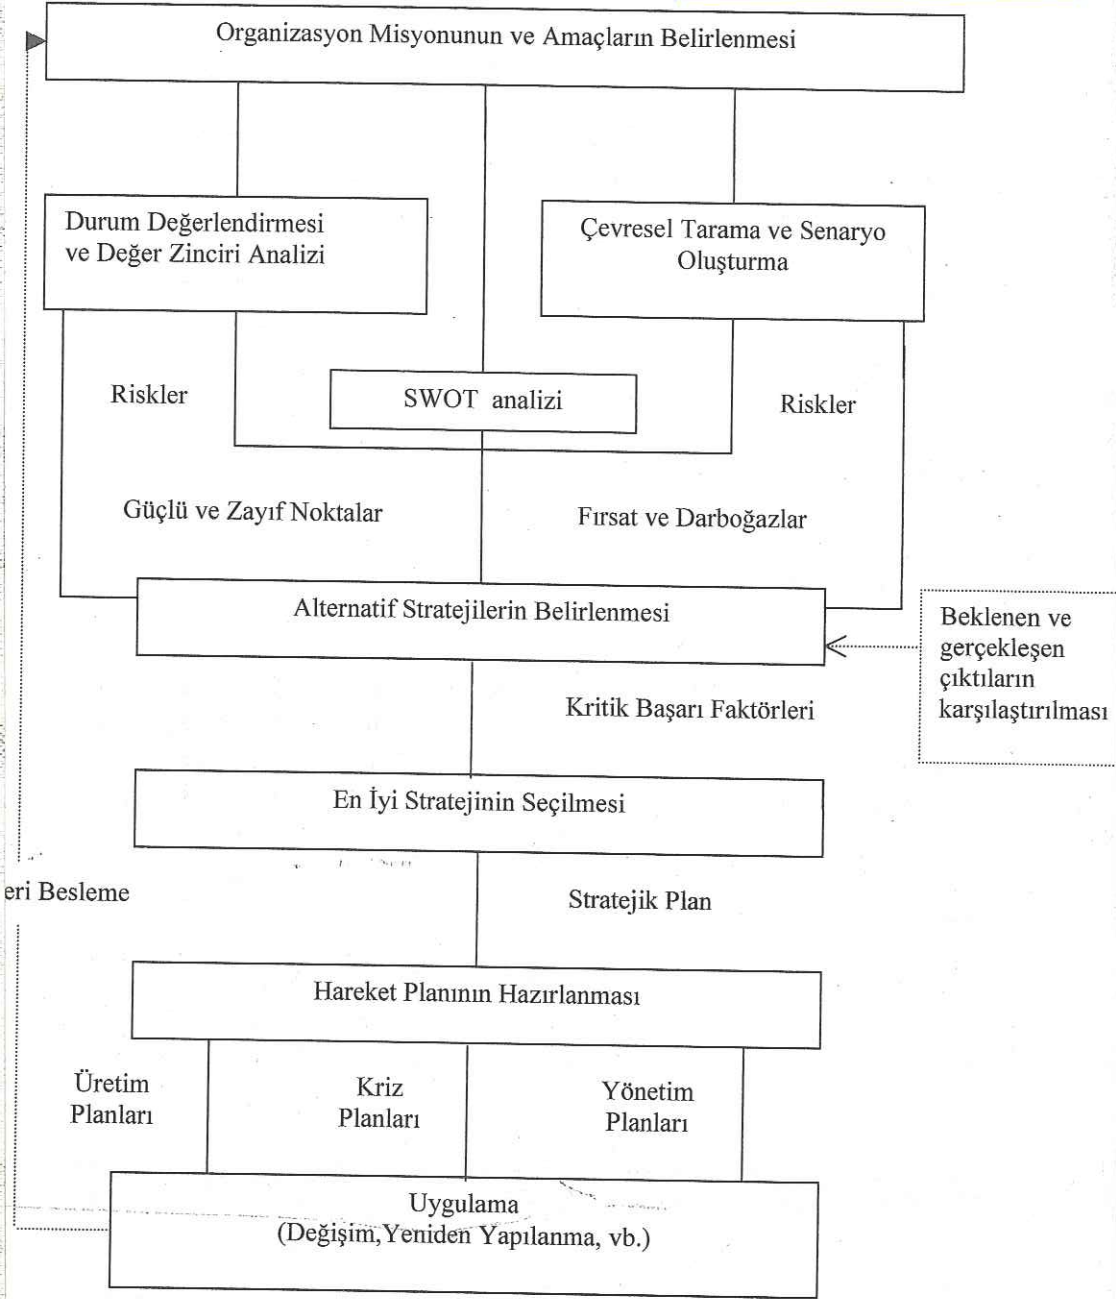 Organizasyon Misyonunun ve Amaçların Belirlenmesi
Durum Değerlendirmesi
ve Değer Zinciri Analizi
Çevresel Tarama ve Senaryo
Oluşturma
Riskler
SWOT analizi
Riskler
Güçlü ve Zayıf Noktalar
Fırsat ve Darboğazlar
Alternatif Stratejilerin Belirlenmesi
Beklenen ve
gerçekleşen
çıktıların
karşılaştırılması
Kritik Başarı Faktörleri
En İyi Stratejinin Seçilmesi
eri Besleme
Stratejik Plan
Hareket Planının Hazırlanması
Üretim
Planları
Kriz
Planları
Yönetim
Planları
Uygulama
(Değişim,Yeniden Yapılanma, vb.)